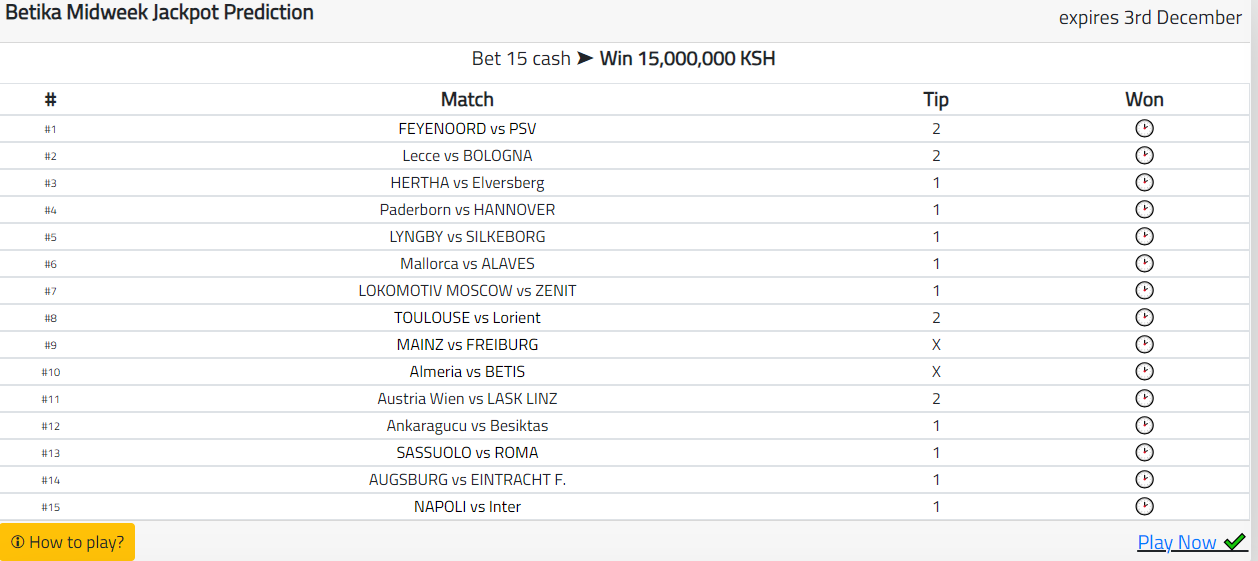 Betika Midweek Jackpot Prediction
expires 3rd December
Bet 15 cash ➤ Win 15,000,000 KSH
# Match Tip Won
#1 FEYENOORD vs PSV 2
#2 Lecce vs BOLOGNA 2
#3 HERTHA vs Elversberg 1
#4 Paderborn vs HANNOVER 1
#5 LYNGBY vs SILKEBORG 1
#6 Mallorca vs ALAVES 1
#7 LOKOMOTIV MOSCOW vs ZENIT 1
#8 TOULOUSE vs Lorient 2
#9 MAINZ vs FREIBURG X
#10 Almeria vs BETIS X
#11 Austria Wien vs LASK LINZ 2
#12 Ankaragucu vs Besiktas 1
#13 SASSUOLO vs ROMA 1
#14 AUGSBURG vs EINTRACHT F. 1
#15 NAPOLI vs Inter 1
How to play?
Play Now